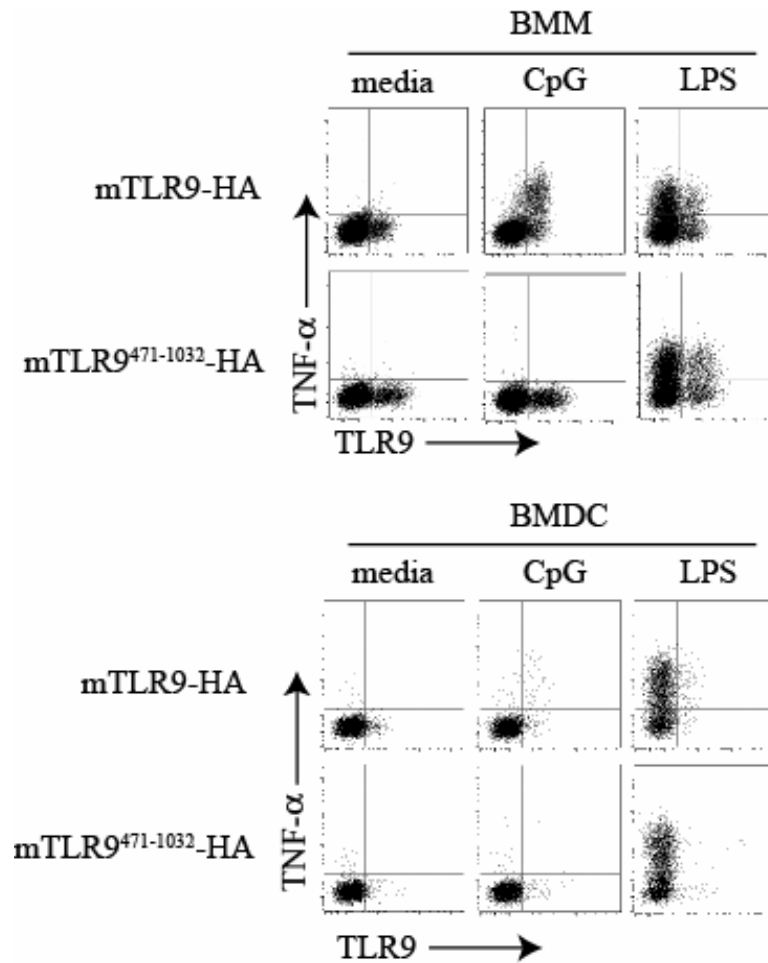 BMM
media CpG LPS
mTLR9-HA
mTLR9⁴⁷¹⁻¹⁰³²-HA
TNF-α
TLR9
BMDC
media CpG LPS
mTLR9-HA
mTLR9⁴⁷¹⁻¹⁰³²-HA
TNF-α
TLR9